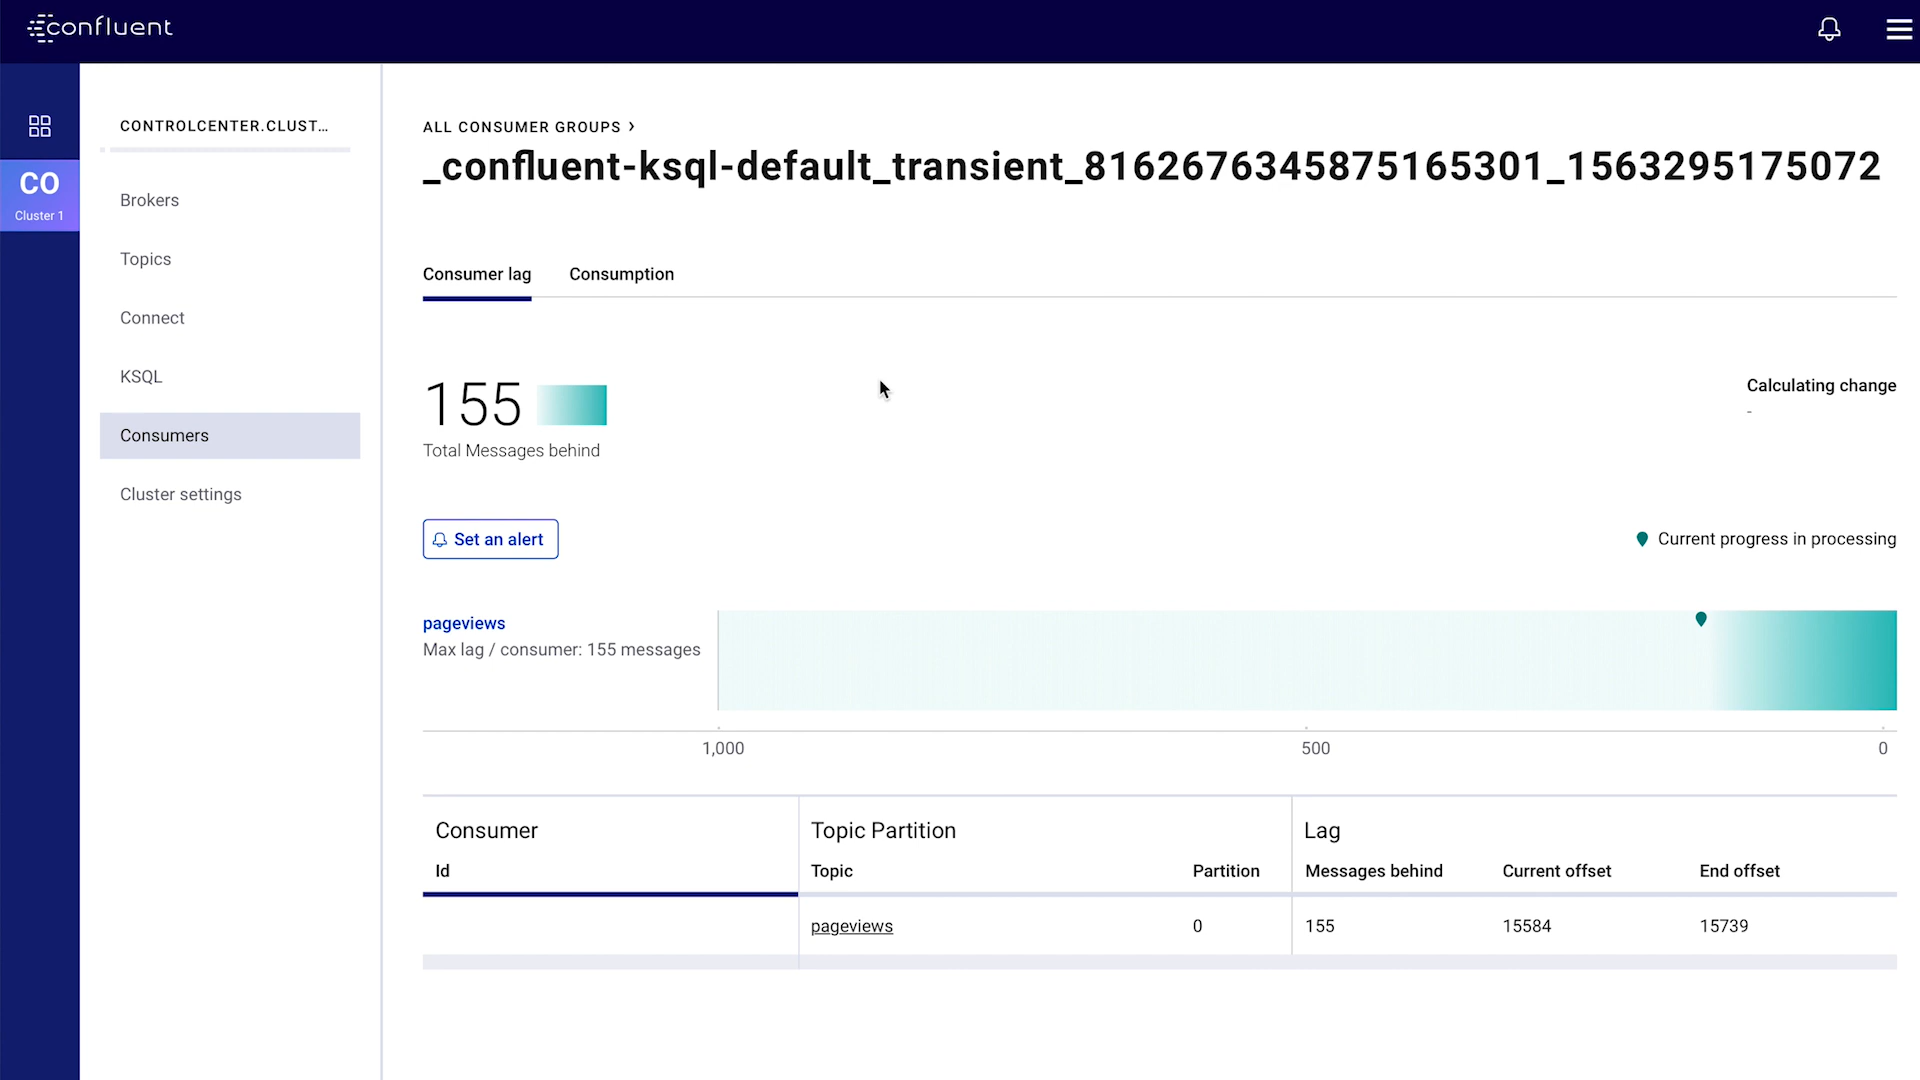 confluent
CONTROLCENTER.CLUST...
CO
Cluster 1
Brokers
Topics
Connect
KSQL
Consumers
Cluster settings
ALL CONSUMER GROUPS ›
_confluent-ksql-default_transient_8162676345875165301_1563295175072
Consumer lag Consumption
155
Total Messages behind
Calculating change
-
Set an alert
Current progress in processing
pageviews
Max lag / consumer: 155 messages
1,000 500 0
Consumer Topic Partition Lag
Id Topic Partition Messages behind Current offset End offset
pageviews 0 155 15584 15739